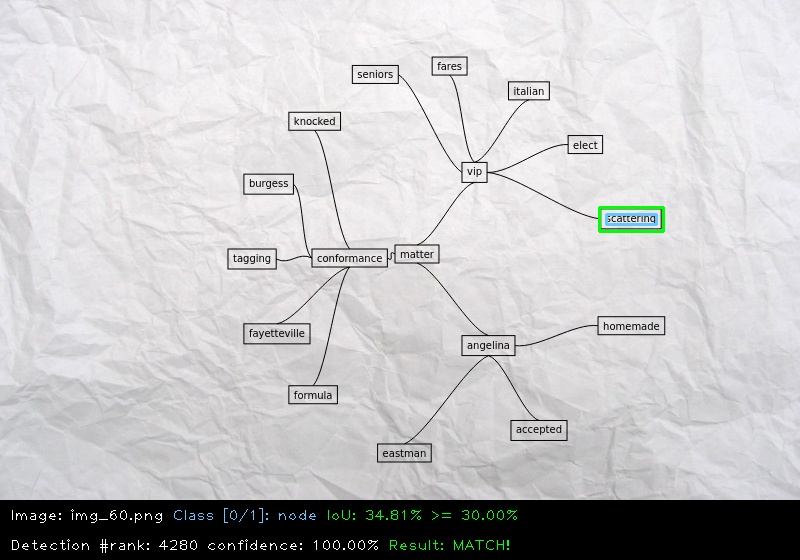 fares
seniors
italian
knocked
elect
vip
burgess
scattering
matter
conformance
tagging
homemade
fayetteville
angelina
formula
accepted
eastman
Image: img_60.png Class [0/1]: node IoU: 34.81% >= 30.00%
Detection #rank: 4280 confidence: 100.00% Result: MATCH!